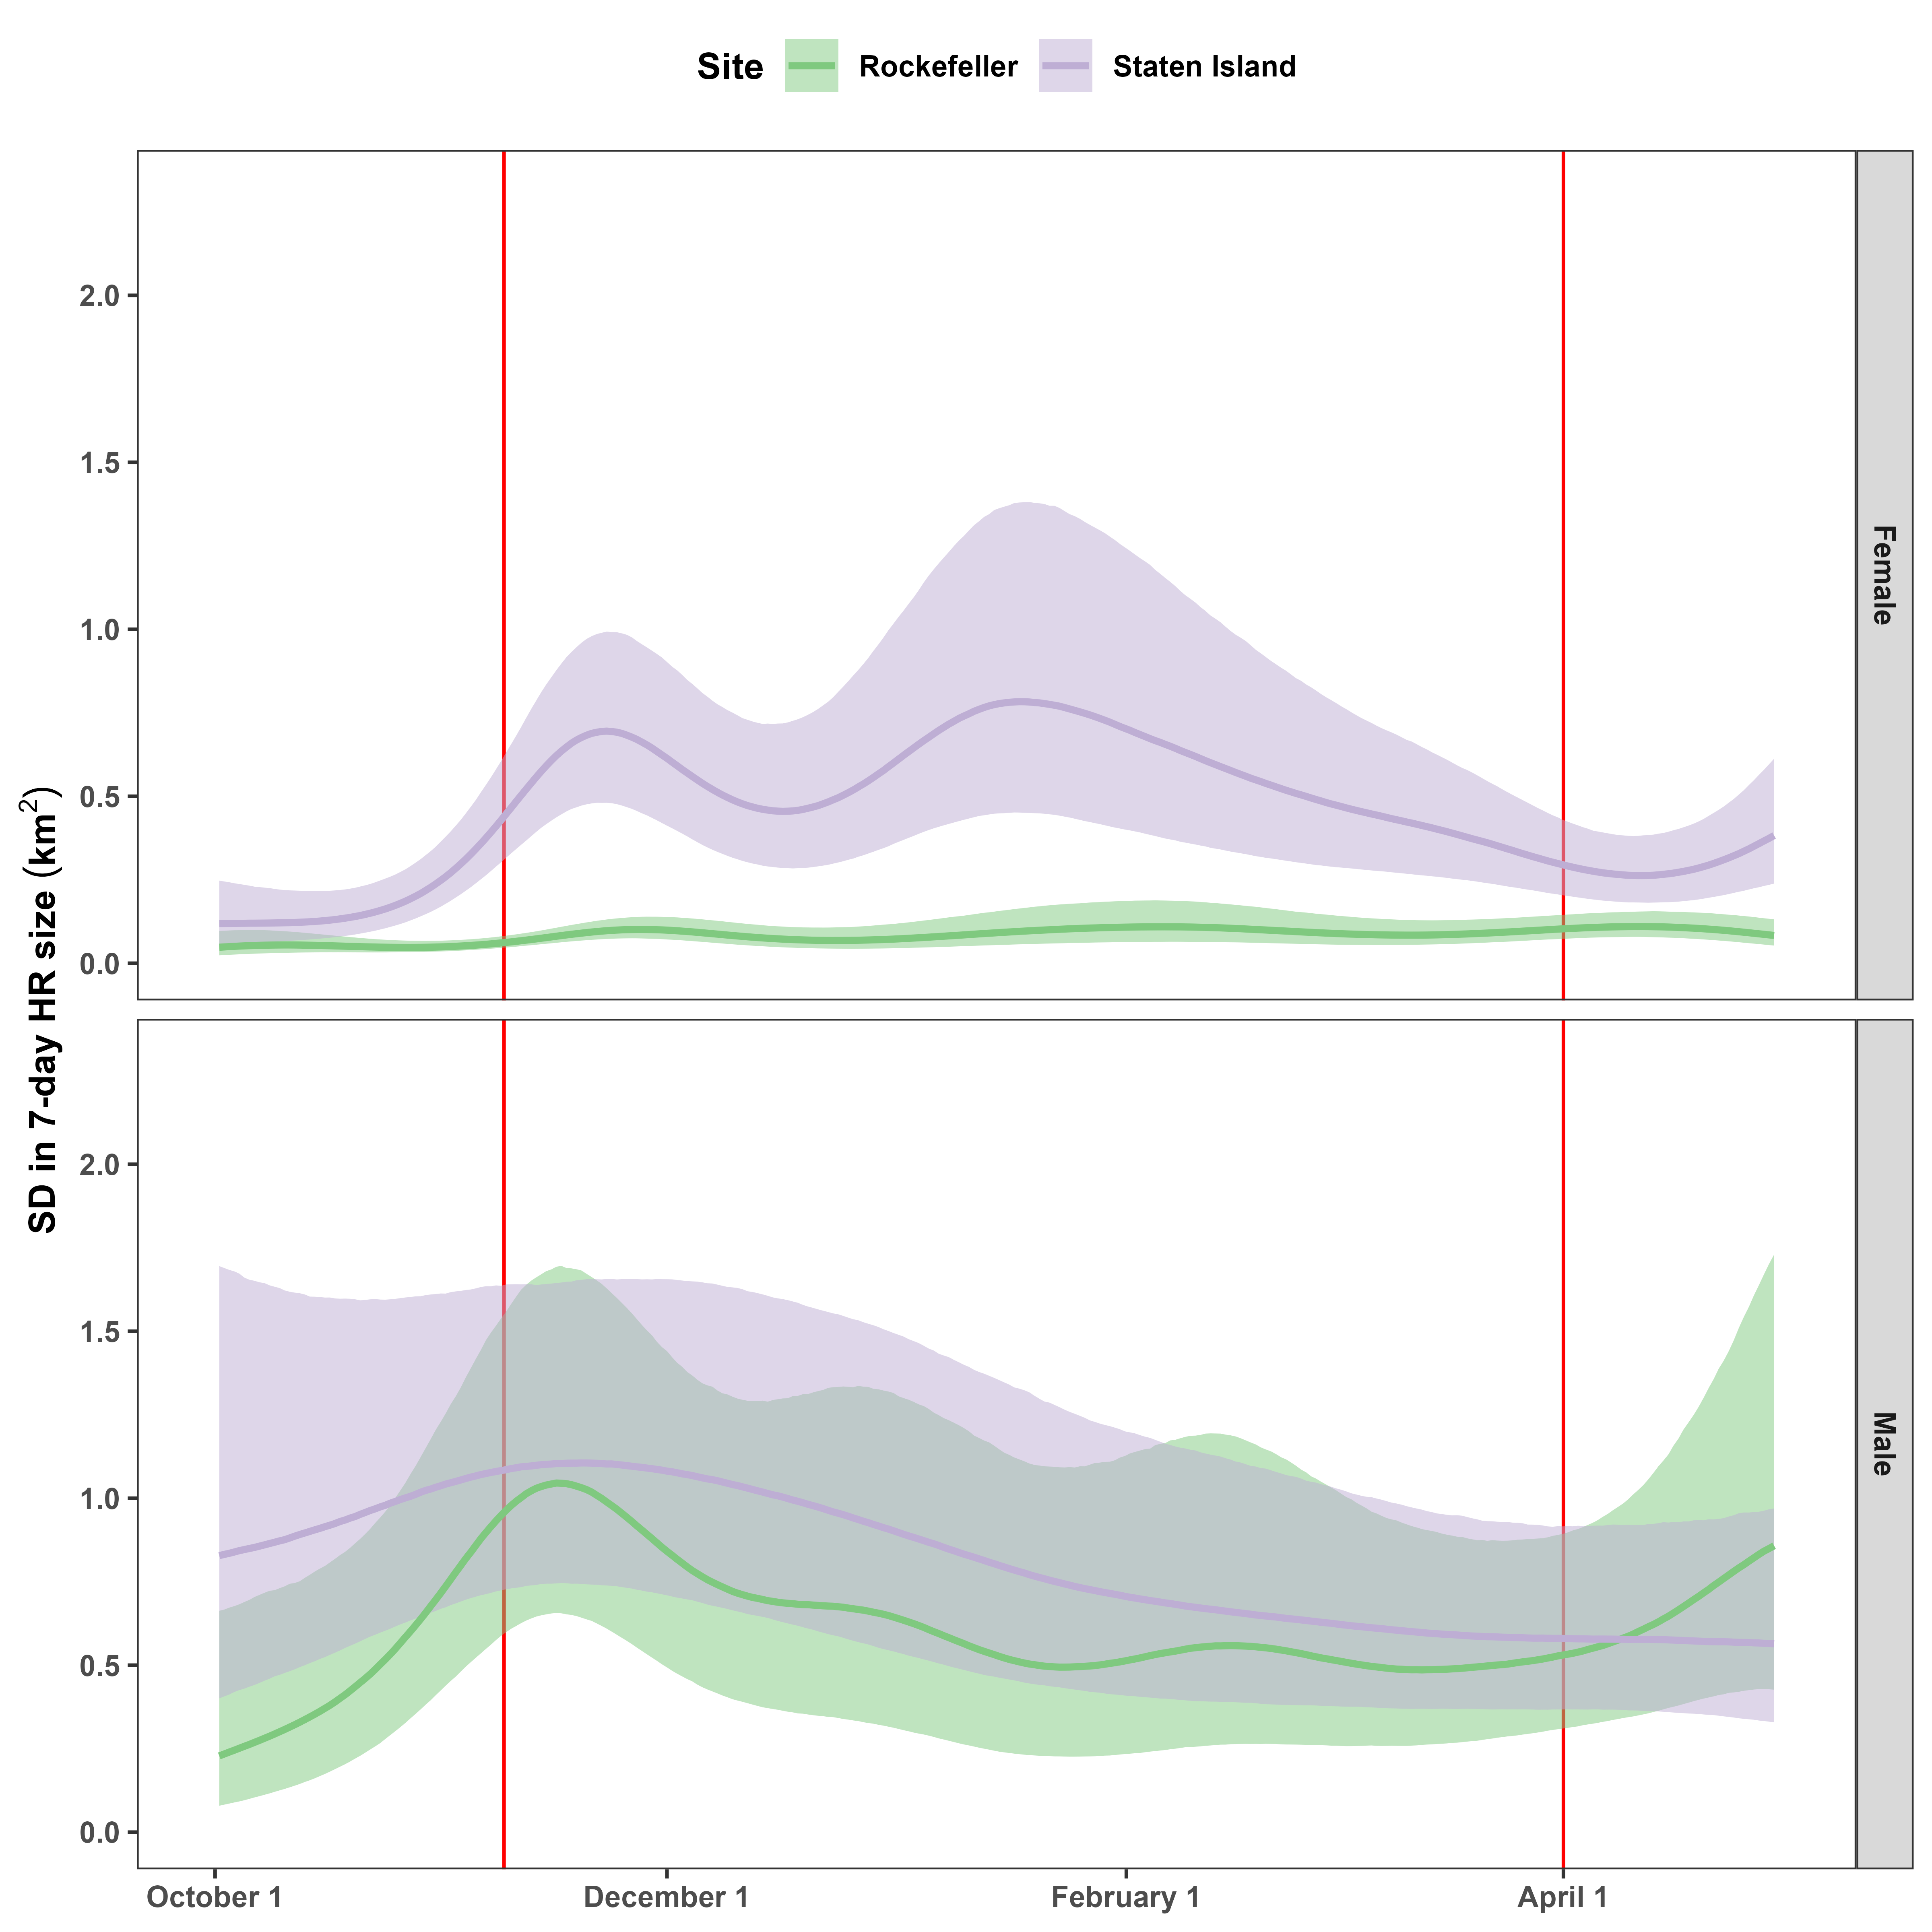 Site Rockefeller Staten Island
SD in 7-day HR size (km²)
2.0
1.5
1.0
0.5
0.0
Female
2.0
1.5
1.0
0.5
0.0
Male
October 1 December 1 February 1 April 1